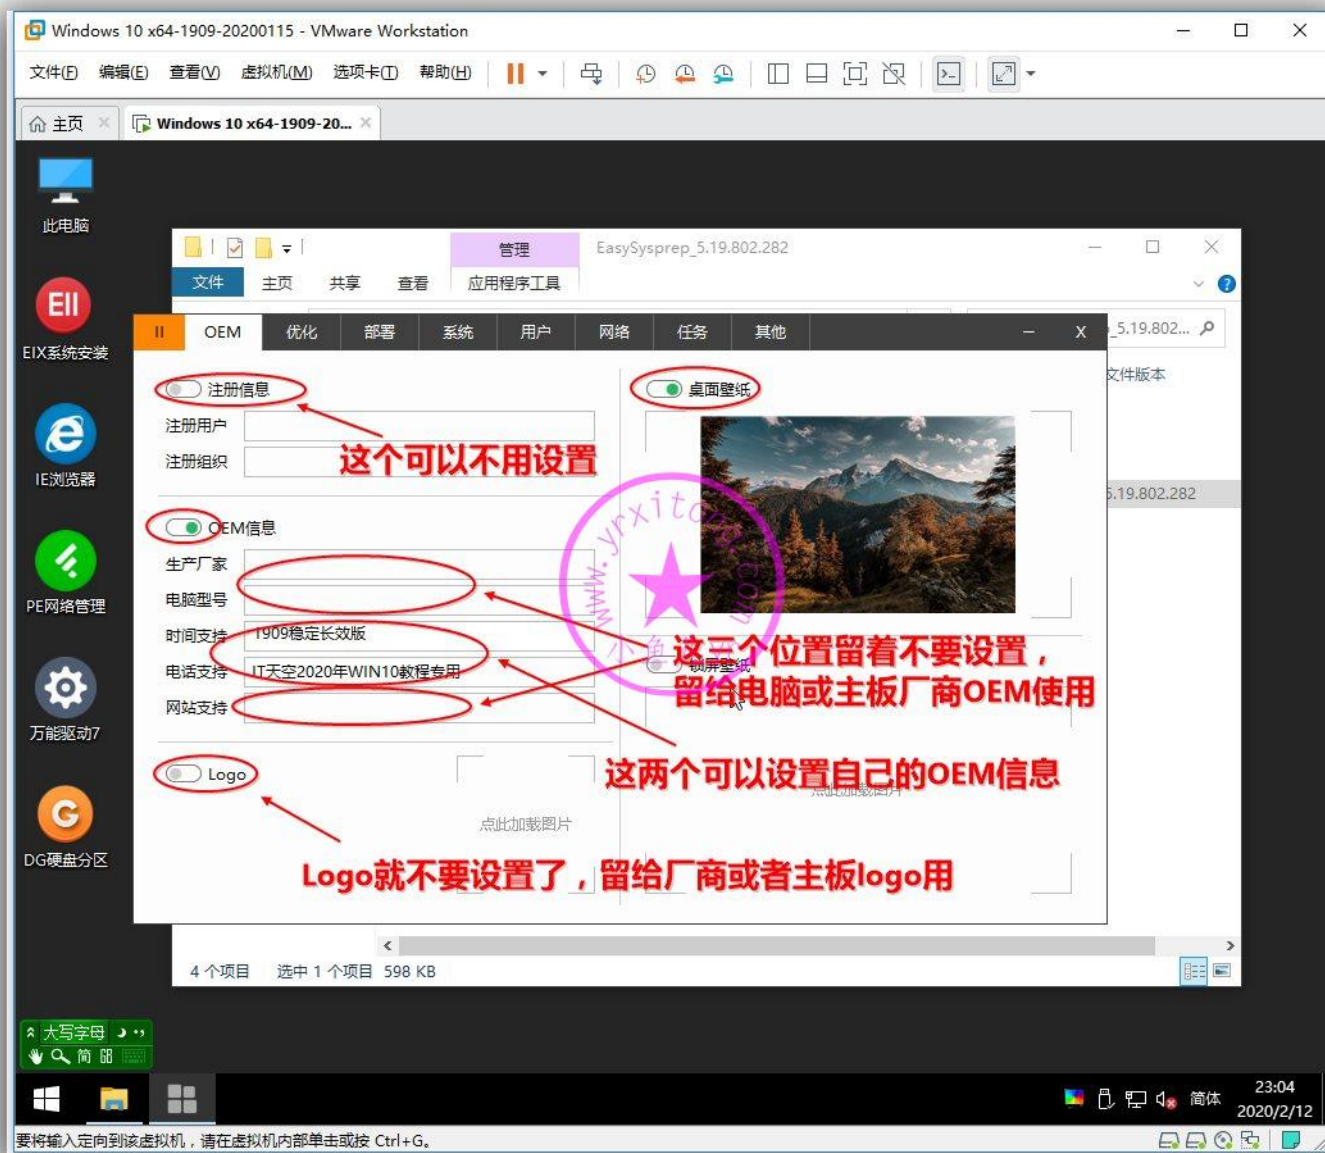 Windows 10 x64-1909-20200115 - VMware Workstation
文件(F) 编辑(E) 查看(V) 虚拟机(M) 选项卡(T) 帮助(H)
主页 Windows 10 x64-1909-20...
此电脑
EII
EIX系统安装
IE浏览器
PE网络管理
万能驱动7
DG硬盘分区
管理 EasySysprep_5.19.802.282
文件 主页 共享 查看 应用程序工具
_5.19.802...
文件版本
5.19.802.282
OEM 优化 部署 系统 用户 网络 任务 其他
注册信息
注册用户
注册组织
这个可以不用设置
OEM信息
生产厂家
电脑型号
时间支持 1909稳定长效版
电话支持 IT天空2020年WIN10教程专用
网站支持
Logo
点此加载图片
桌面壁纸
www.yrxitong.com
这三个位置留着不要设置，
锁屏壁纸
留给电脑或主板厂商OEM使用
这两个可以设置自己的OEM信息
点此加载图片
Logo就不要设置了，留给厂商或者主板logo用
4 个项目 选中 1 个项目 598 KB
大写字母
简
简体
23:04
2020/2/12
要将输入定向到该虚拟机，请在虚拟机内部单击或按 Ctrl+G。